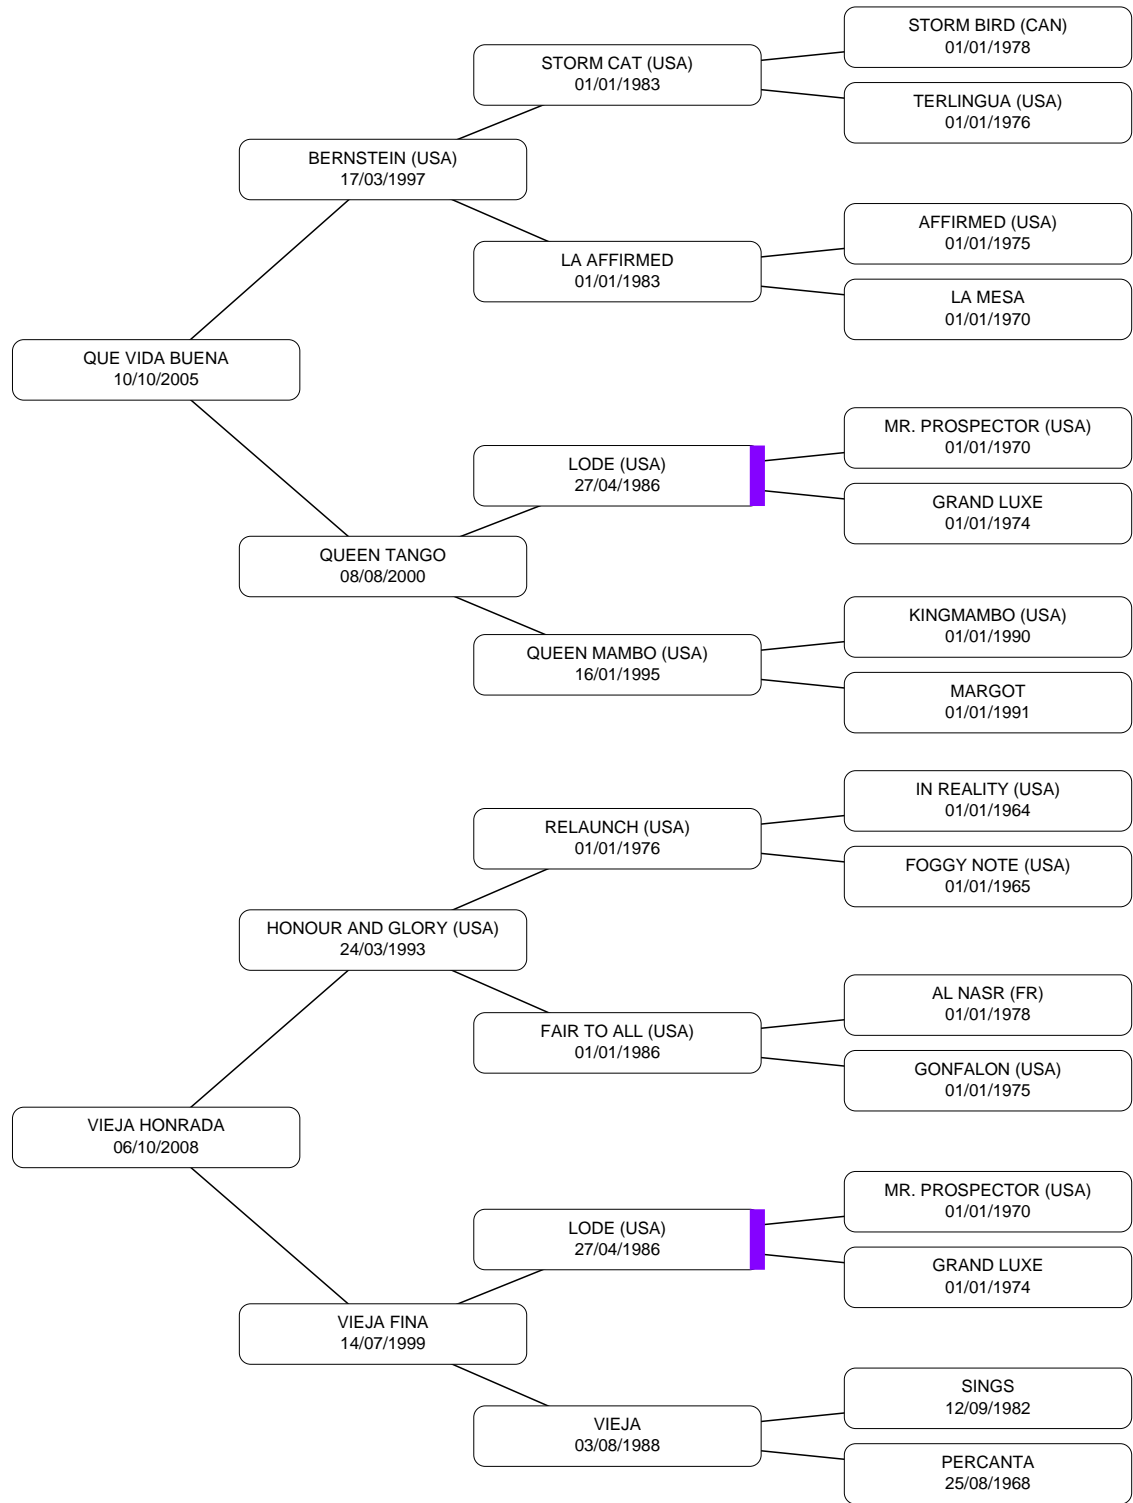 STORM BIRD (CAN)
01/01/1978
STORM CAT (USA)
01/01/1983
TERLINGUA (USA)
01/01/1976
BERNSTEIN (USA)
17/03/1997
AFFIRMED (USA)
01/01/1975
LA AFFIRMED
01/01/1983
LA MESA
01/01/1970
QUE VIDA BUENA
10/10/2005
MR. PROSPECTOR (USA)
01/01/1970
LODE (USA)
27/04/1986
GRAND LUXE
01/01/1974
QUEEN TANGO
08/08/2000
KINGMAMBO (USA)
01/01/1990
QUEEN MAMBO (USA)
16/01/1995
MARGOT
01/01/1991
IN REALITY (USA)
01/01/1964
RELAUNCH (USA)
01/01/1976
FOGGY NOTE (USA)
01/01/1965
HONOUR AND GLORY (USA)
24/03/1993
AL NASR (FR)
01/01/1978
FAIR TO ALL (USA)
01/01/1986
GONFALON (USA)
01/01/1975
VIEJA HONRADA
06/10/2008
MR. PROSPECTOR (USA)
01/01/1970
LODE (USA)
27/04/1986
GRAND LUXE
01/01/1974
VIEJA FINA
14/07/1999
SINGS
12/09/1982
VIEJA
03/08/1988
PERCANTA
25/08/1968